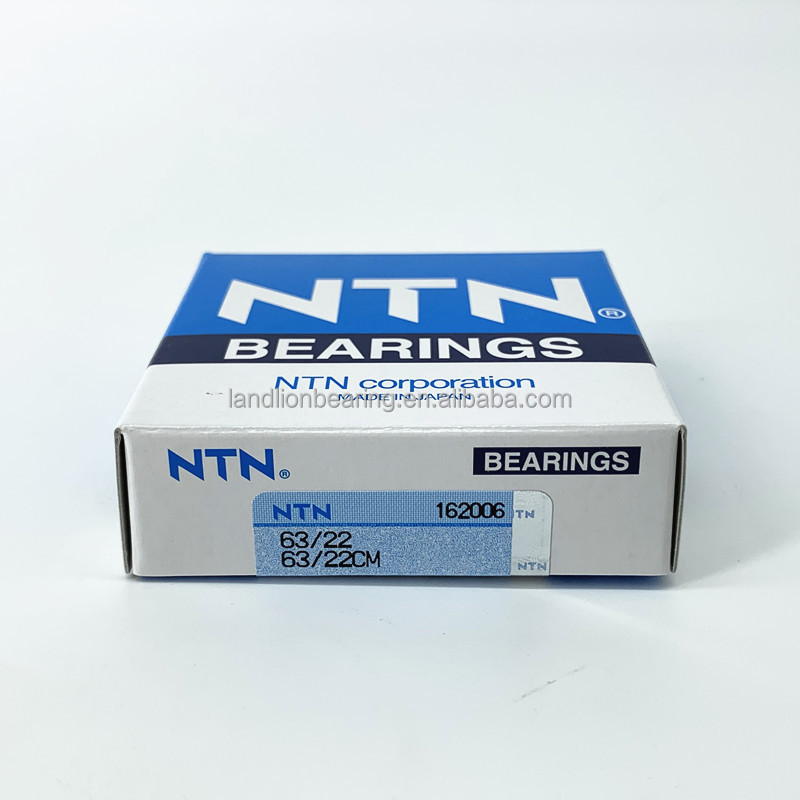 NTN®
BEARINGS
NTN corporation
MADE IN JAPAN
landlionbearing.en.alibaba.com
NTN®
BEARINGS
NTN 162006 NTN
63/22
63/22CM
NTN